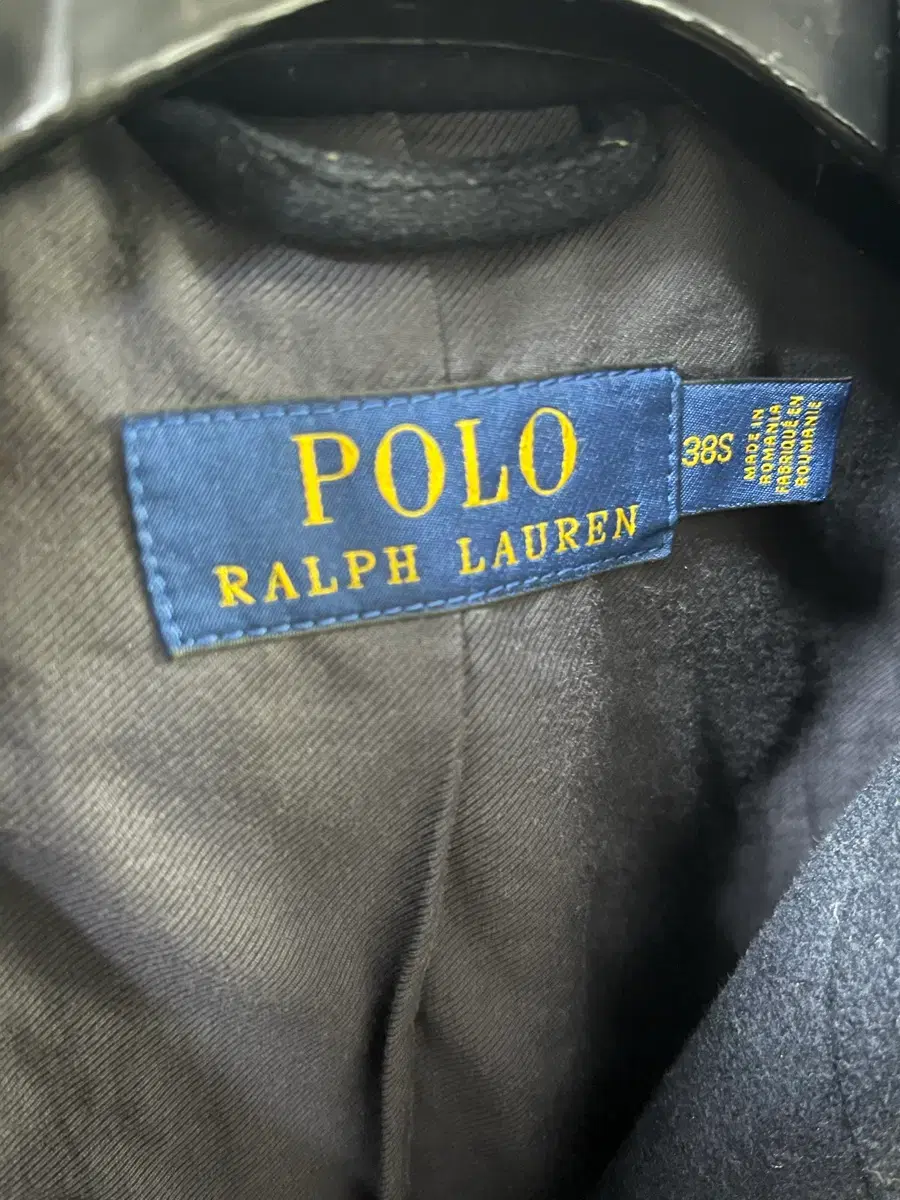 POLO
RALPH LAUREN
38S
MADE IN
ROMANIA
FABRIQUÉ EN
ROUMANIE